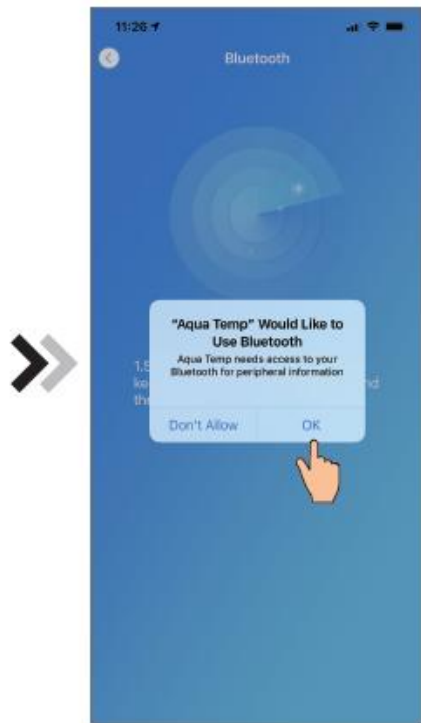 11:26
Bluetooth
"Aqua Temp" Would Like to
Use Bluetooth
Aqua Temp needs access to your
Bluetooth for peripheral information
Don't Allow
OK